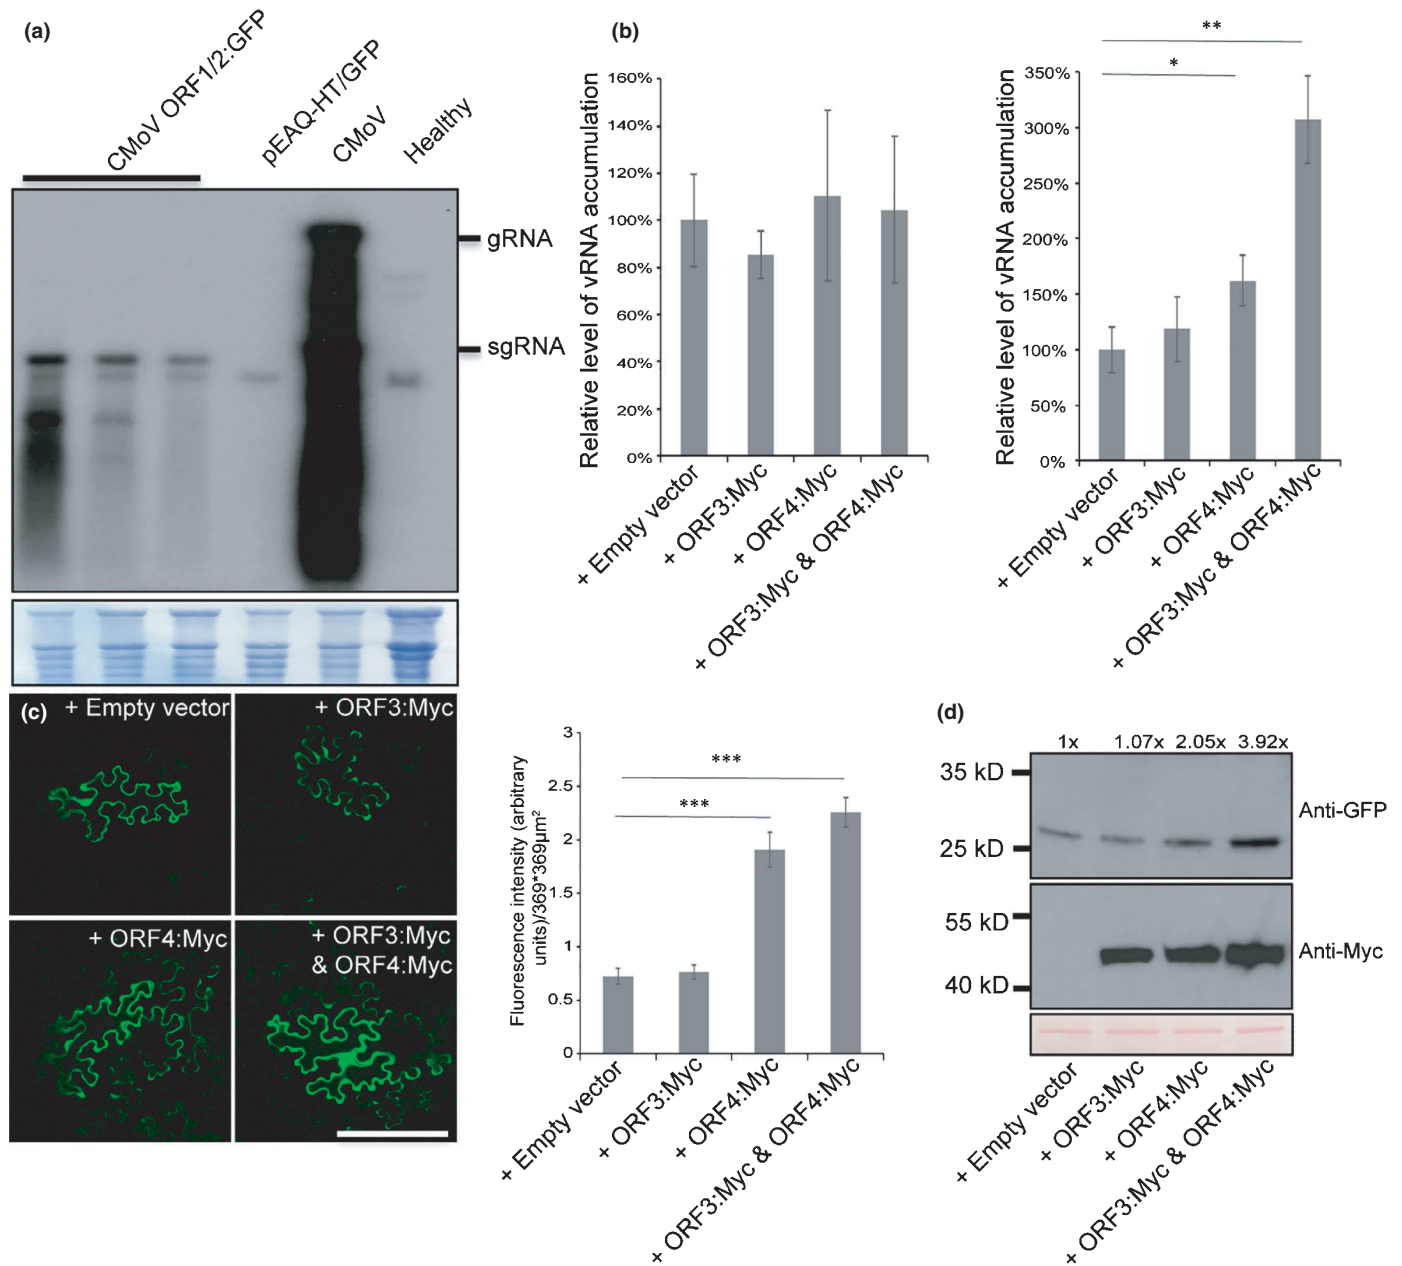 (a)
CMoV ORF1/2:GFP
pEAQ-HT/GFP
CMoV
Healthy
gRNA
sgRNA
(b)
Relative level of vRNA accumulation
160%
140%
120%
100%
80%
60%
40%
20%
0%
+ Empty vector
+ ORF3:Myc
+ ORF4:Myc
+ ORF3:Myc & ORF4:Myc
**
*
Relative level of vRNA accumulation
350%
300%
250%
200%
150%
100%
50%
0%
+ Empty vector
+ ORF3:Myc
+ ORF4:Myc
+ ORF3:Myc & ORF4:Myc
(c)
+ Empty vector
+ ORF3:Myc
+ ORF4:Myc
+ ORF3:Myc
& ORF4:Myc
Fluorescence intensity (arbitrary
units)/369*369µm²
3
2.5
2
1.5
1
0.5
0
***
***
+ Empty vector
+ ORF3:Myc
+ ORF4:Myc
+ ORF3:Myc & ORF4:Myc
(d)
1x 1.07x 2.05x 3.92x
35 kD
25 kD
Anti-GFP
55 kD
40 kD
Anti-Myc
+ Empty vector
+ ORF3:Myc
+ ORF4:Myc
+ ORF3:Myc & ORF4:Myc